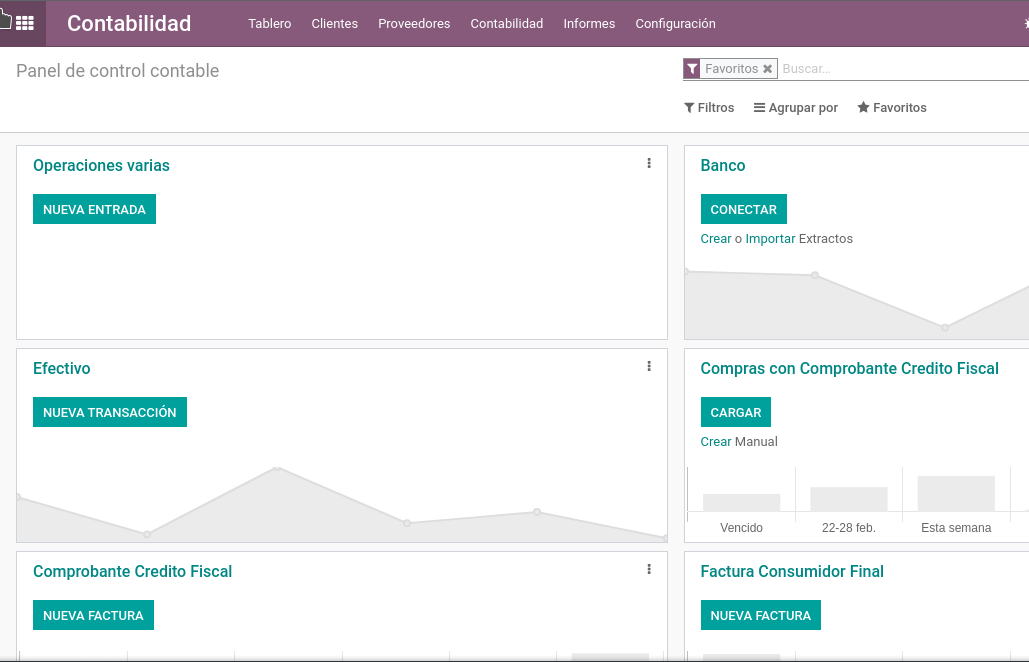 Contabilidad
Tablero Clientes Proveedores Contabilidad Informes Configuración
Panel de control contable
Favoritos Buscar...
Filtros Agrupar por Favoritos
Operaciones varias
NUEVA ENTRADA
Banco
CONECTAR
Crear o Importar Extractos
Efectivo
NUEVA TRANSACCIÓN
Compras con Comprobante Credito Fiscal
CARGAR
Crear Manual
Vencido 22-28 feb. Esta semana
Comprobante Credito Fiscal
NUEVA FACTURA
Factura Consumidor Final
NUEVA FACTURA